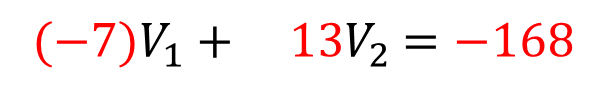 (−7)V₁ + 13V₂ = −168